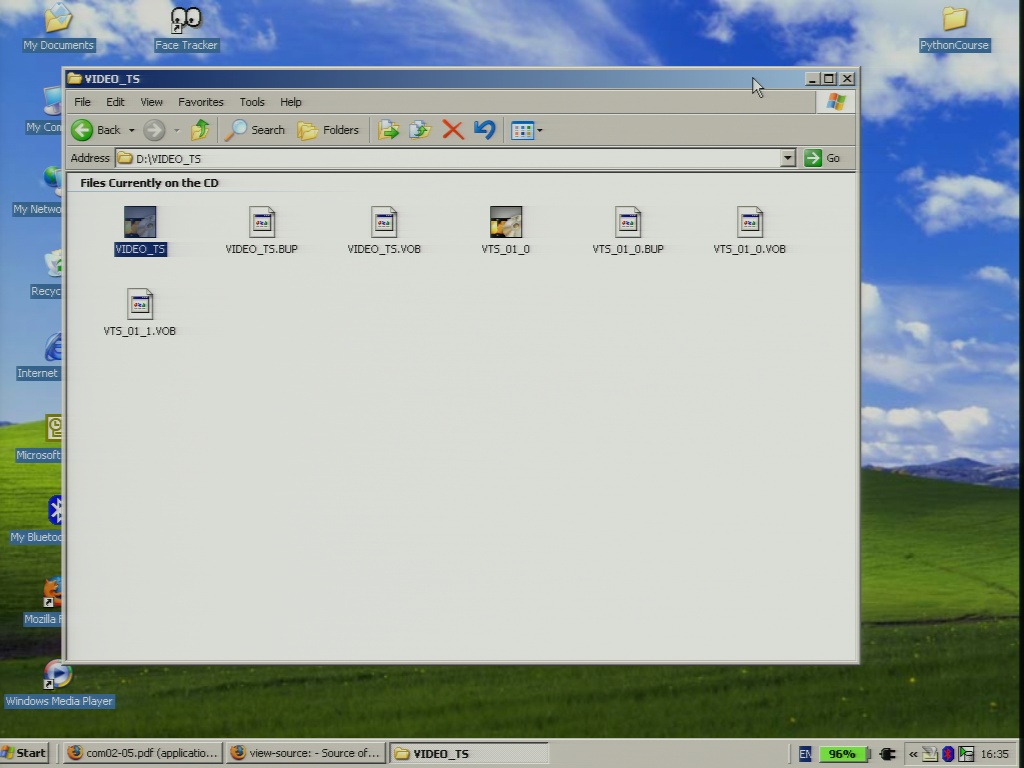 My Documents
Face Tracker
PythonCourse
VIDEO_TS
File Edit View Favorites Tools Help
Back Search Folders
Address D:\VIDEO_TS Go
Files Currently on the CD
VIDEO_TS
VIDEO_TS.BUP
VIDEO_TS.VOB
VTS_01_0
VTS_01_0.BUP
VTS_01_0.VOB
VTS_01_1.VOB
My Com
My Netwo
Recyc
Internet
Microsoft
My Bluetoo
Mozilla F
Windows Media Player
Start
com02-05.pdf (applicatio...
view-source: - Source of...
VIDEO_TS
EN
96%
«
16:35